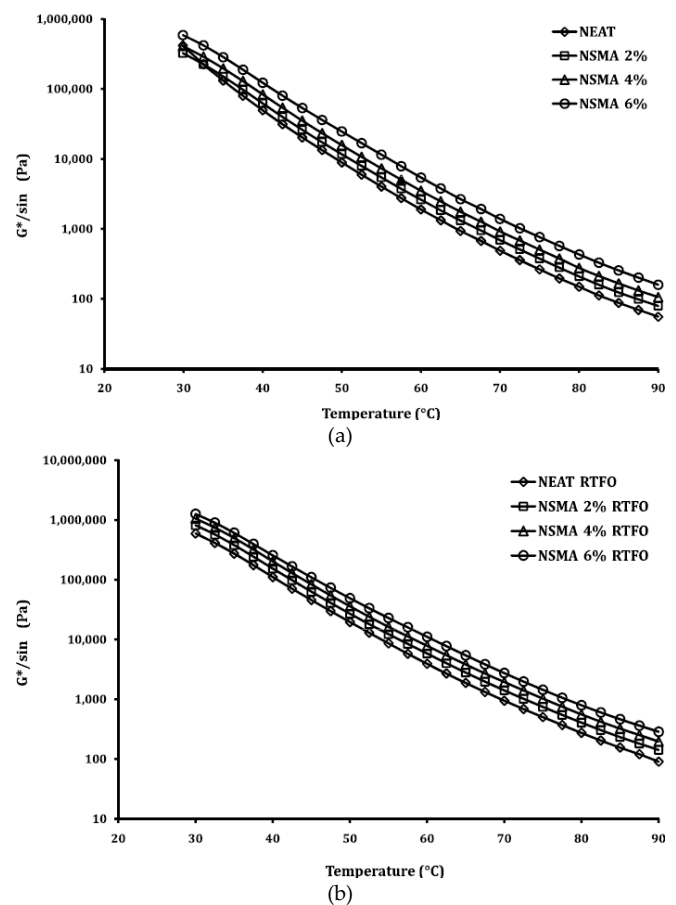 1,000,000
100,000
10,000
1,000
100
10
G*/sin (Pa)
NEAT
NSMA 2%
NSMA 4%
NSMA 6%
20 30 40 50 60 70 80 90
Temperature (°C)
(a)
10,000,000
1,000,000
100,000
10,000
1,000
100
10
G*/sin (Pa)
NEAT RTFO
NSMA 2% RTFO
NSMA 4% RTFO
NSMA 6% RTFO
20 30 40 50 60 70 80 90
Temperature (°C)
(b)